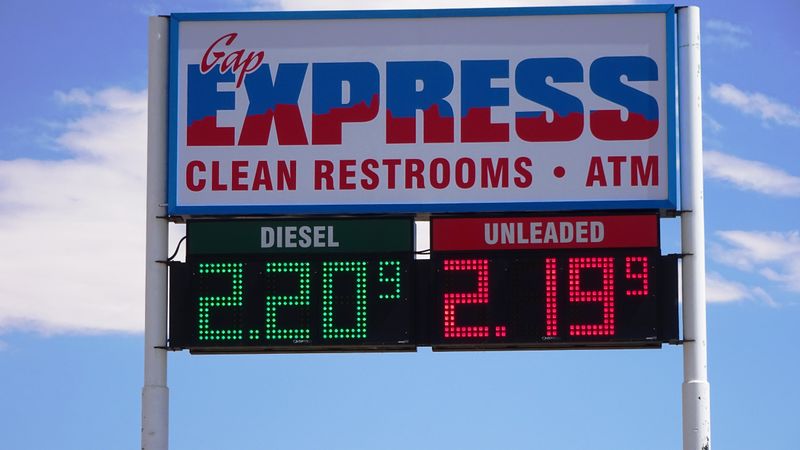 Gap
EXPRESS
CLEAN RESTROOMS • ATM
DIESEL
UNLEADED
2.20 9
2.19 9